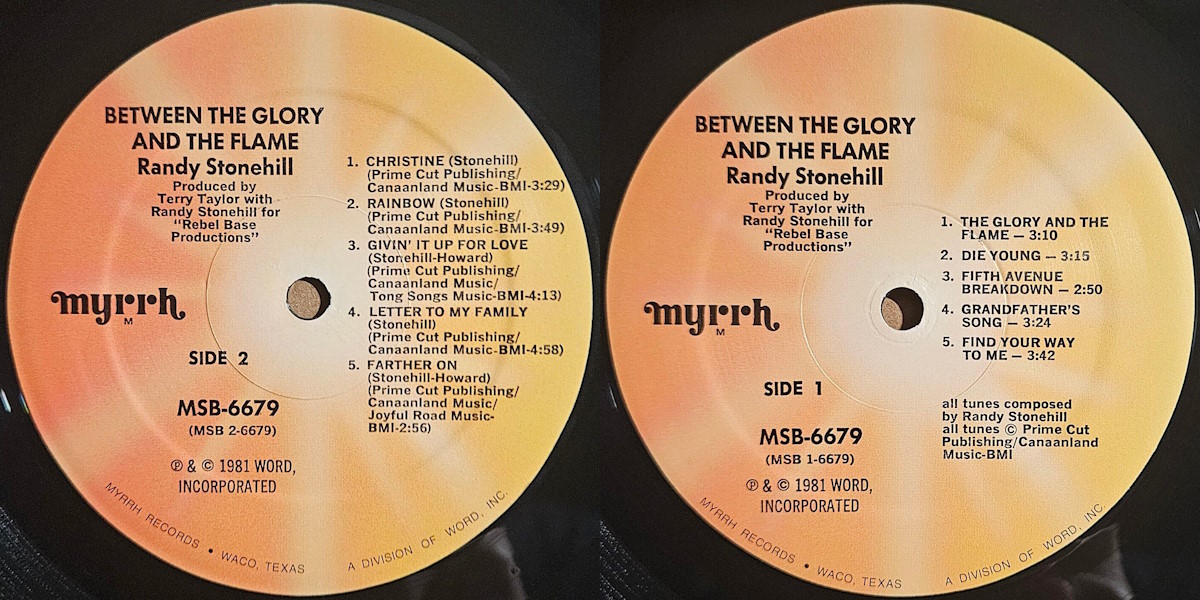 BETWEEN THE GLORY
AND THE FLAME
Randy Stonehill
Produced by
Terry Taylor with
Randy Stonehill for
"Rebel Base
Productions"
myrrh
M
SIDE 2
MSB-6679
(MSB 2-6679)
℗ & © 1981 WORD,
INCORPORATED
1. CHRISTINE (Stonehill)
(Prime Cut Publishing/
Canaanland Music-BMI-3:29)
2. RAINBOW (Stonehill)
(Prime Cut Publishing/
Canaanland Music-BMI-3:49)
3. GIVIN' IT UP FOR LOVE
(Stonehill-Howard)
(Prime Cut Publishing/
Canaanland Music/
Tong Songs Music-BMI-4:13)
4. LETTER TO MY FAMILY
(Stonehill)
(Prime Cut Publishing/
Canaanland Music-BMI-4:58)
5. FARTHER ON
(Stonehill-Howard)
(Prime Cut Publishing/
Canaanland Music/
Joyful Road Music-
BMI-2:56)
MYRRH RECORDS • WACO, TEXAS A DIVISION OF WORD, INC.
BETWEEN THE GLORY
AND THE FLAME
Randy Stonehill
Produced by
Terry Taylor with
Randy Stonehill for
"Rebel Base
Productions"
myrrh
M
SIDE 1
MSB-6679
(MSB 1-6679)
℗ & © 1981 WORD,
INCORPORATED
1. THE GLORY AND THE
FLAME — 3:10
2. DIE YOUNG — 3:15
3. FIFTH AVENUE
BREAKDOWN — 2:50
4. GRANDFATHER'S
SONG — 3:24
5. FIND YOUR WAY
TO ME — 3:42
all tunes composed
by Randy Stonehill
all tunes © Prime Cut
Publishing/Canaanland
Music-BMI
MYRRH RECORDS • WACO, TEXAS A DIVISION OF WORD, INC.